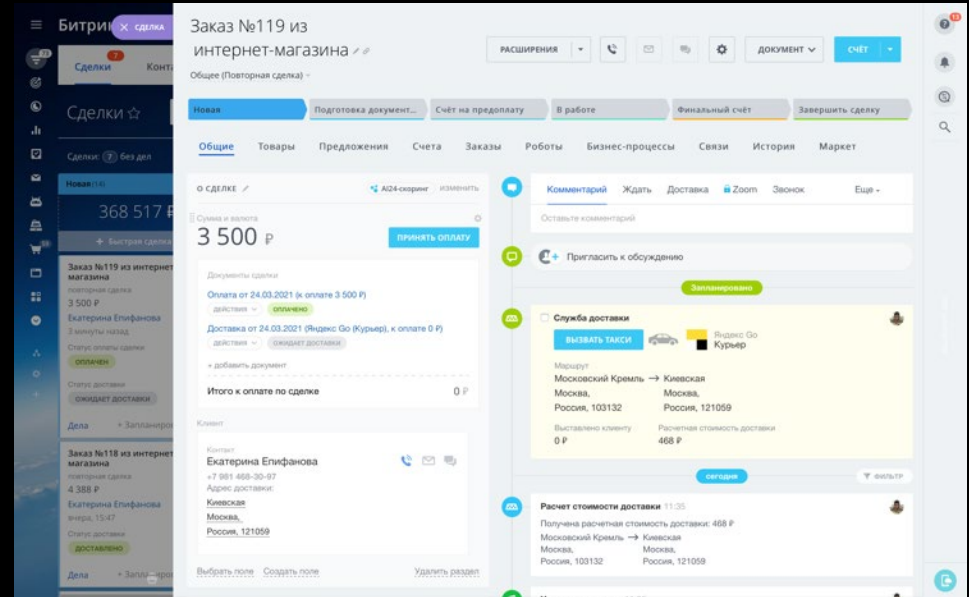 Битри
× СДЕЛКА
73
7
Сделки
Конта
Сделки ☆
Сделки: 7 без дел
Новая (14)
368 517 ₽
+ Быстрая сделка
Заказ №119 из интернет
магазина
повторная сделка
3 500 ₽
Екатерина Епифанова
3 минуты назад
Статус оплаты сделки
ОПЛАЧЕН
Статус доставки
ОЖИДАЕТ ДОСТАВКИ
Дела
+ Запланиров
Заказ №118 из интернет
магазина
повторная сделка
4 388 ₽
Екатерина Епифанова
вчера, 15:47
Статус доставки
ДОСТАВЛЕНО
Дела
Заказ №119 из
интернет-магазина
Общее (Повторная сделка)
РАСШИРЕНИЯ
ДОКУМЕНТ
СЧЁТ
Новая
Подготовка документ...
Счёт на предоплату
В работе
Финальный счёт
Завершить сделку
Общие
Товары
Предложения
Счета
Заказы
Роботы
Бизнес-процессы
Связи
История
Маркет
О СДЕЛКЕ
AI24-скоринг
ИЗМЕНИТЬ
Сумма и валюта
3 500 ₽
ПРИНЯТЬ ОПЛАТУ
Документы сделки
Оплата от 24.03.2021 (к оплате 3 500 ₽)
ДЕЙСТВИЯ
ОПЛАЧЕНО
Доставка от 24.03.2021 (Яндекс Go (Курьер), к оплате 0 ₽)
ДЕЙСТВИЯ
ОЖИДАЕТ ДОСТАВКИ
+ добавить документ
Итого к оплате по сделке
0 ₽
Клиент
Контакт
Екатерина Епифанова
+7 981 468-30-97
Адрес доставки:
Киевская
Москва,
Россия, 121059
Выбрать поле
Создать поле
Удалить раздел
Комментарий
Ждать
Доставка
Zoom
Звонок
Еще
Оставьте комментарий
Пригласить к обсуждению
Запланировано
Служба доставки
ВЫЗВАТЬ ТАКСИ
Яндекс Go
Курьер
Маршрут
Московский Кремль → Киевская
Москва,
Москва,
Россия, 103132
Россия, 121059
Выставлено клиенту
Расчетная стоимость доставки
0 ₽
468 ₽
СЕГОДНЯ
ФИЛЬТР
Расчет стоимости доставки 11:35
Получена расчетная стоимость доставки: 468 ₽
Московский Кремль → Киевская
Москва,
Москва,
Россия, 103132
Россия, 121059